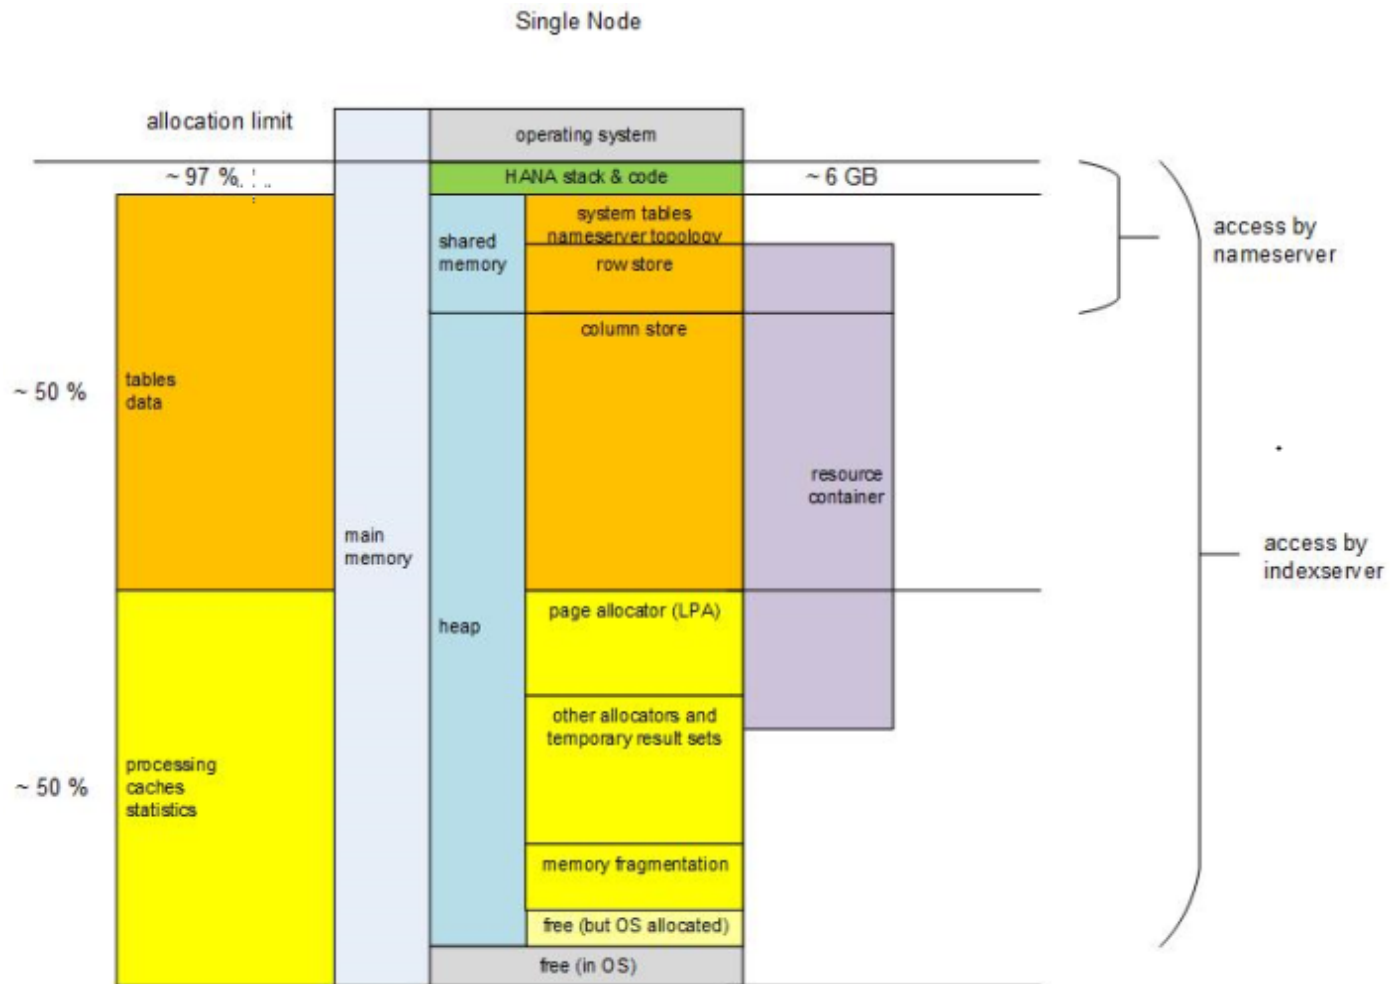 Single Node
allocation limit
operating system
~ 97 %
HANA stack & code
~ 6 GB
shared
memory
system tables
nameserver topology
row store
access by
nameserver
column store
~ 50 %
tables
data
resource
container
main
memory
access by
indexserver
heap
page allocator (LPA)
other allocators and
temporary result sets
~ 50 %
processing
caches
statistics
memory fragmentation
free (but OS allocated)
free (in OS)